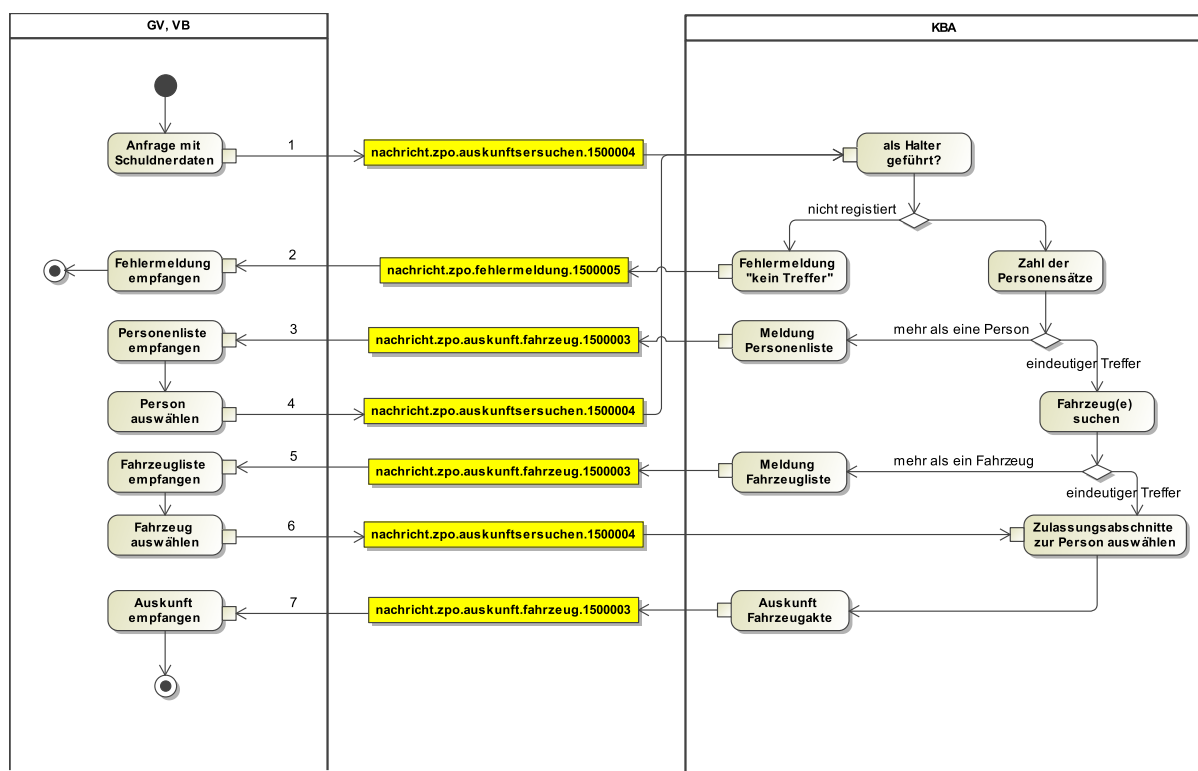 GV, VB
KBA
Anfrage mit
Schuldnerdaten
1
nachricht.zpo.auskunftsersuchen.1500004
als Halter
geführt?
nicht registiert
Fehlermeldung
empfangen
2
nachricht.zpo.fehlermeldung.1500005
Fehlermeldung
"kein Treffer"
Zahl der
Personensätze
Personenliste
empfangen
3
nachricht.zpo.auskunft.fahrzeug.1500003
Meldung
Personenliste
mehr als eine Person
eindeutiger Treffer
Person
auswählen
4
nachricht.zpo.auskunftsersuchen.1500004
Fahrzeug(e)
suchen
Fahrzeugliste
empfangen
5
nachricht.zpo.auskunft.fahrzeug.1500003
Meldung
Fahrzeugliste
mehr als ein Fahrzeug
eindeutiger Treffer
Fahrzeug
auswählen
6
nachricht.zpo.auskunftsersuchen.1500004
Zulassungsabschnitte
zur Person auswählen
Auskunft
empfangen
7
nachricht.zpo.auskunft.fahrzeug.1500003
Auskunft
Fahrzeugakte